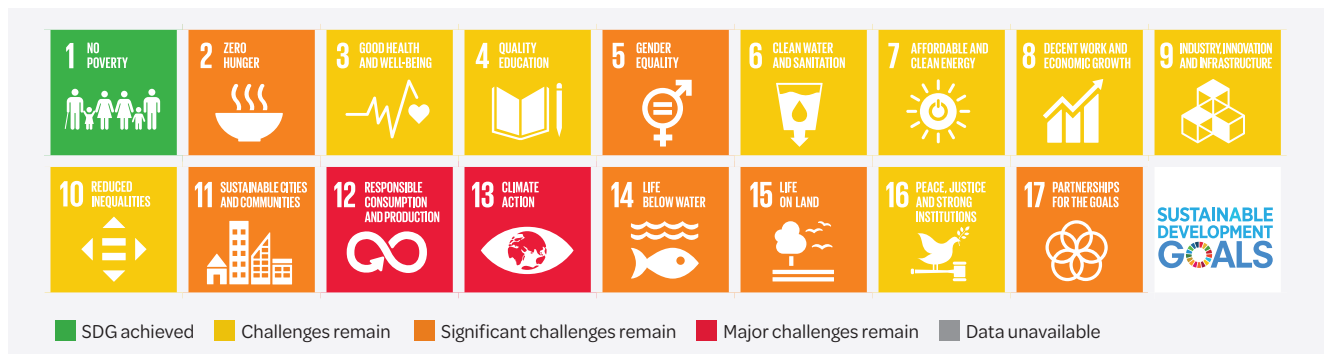 1 NO
POVERTY
2 ZERO
HUNGER
3 GOOD HEALTH
AND WELL-BEING
4 QUALITY
EDUCATION
5 GENDER
EQUALITY
6 CLEAN WATER
AND SANITATION
7 AFFORDABLE AND
CLEAN ENERGY
8 DECENT WORK AND
ECONOMIC GROWTH
9 INDUSTRY, INNOVATION
AND INFRASTRUCTURE
10 REDUCED
INEQUALITIES
11 SUSTAINABLE CITIES
AND COMMUNITIES
12 RESPONSIBLE
CONSUMPTION
AND PRODUCTION
13 CLIMATE
ACTION
14 LIFE
BELOW WATER
15 LIFE
ON LAND
16 PEACE, JUSTICE
AND STRONG
INSTITUTIONS
17 PARTNERSHIPS
FOR THE GOALS
SUSTAINABLE
DEVELOPMENT
GOALS
SDG achieved
Challenges remain
Significant challenges remain
Major challenges remain
Data unavailable